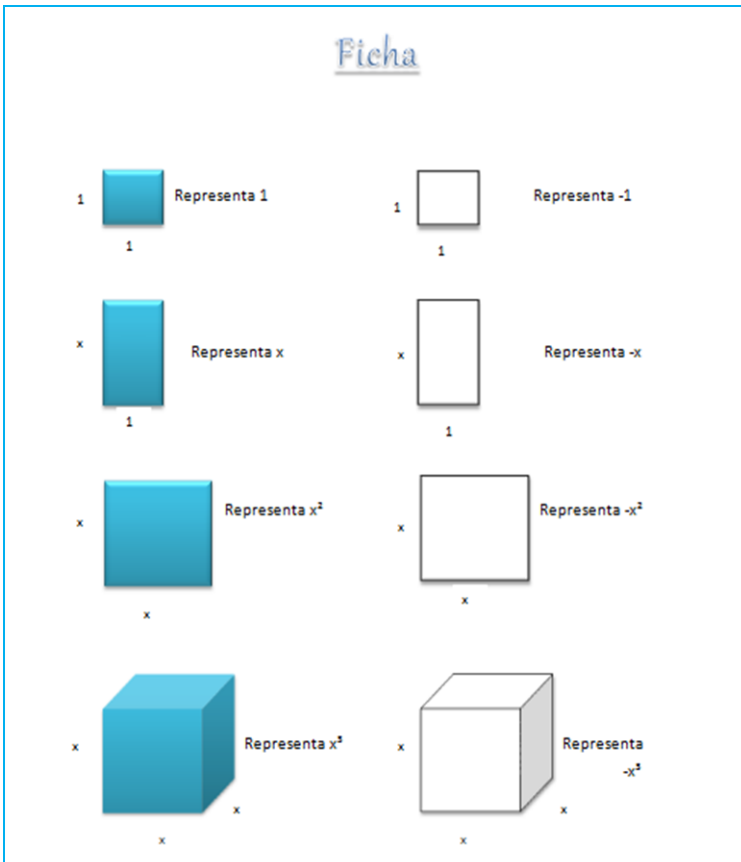 Ficha
1 Representa 1
1
1 Representa -1
1
x Representa x
1
x Representa -x
1
x Representa x²
x
x Representa -x²
x
x Representa x³
x
x
x Representa
-x³
x
x